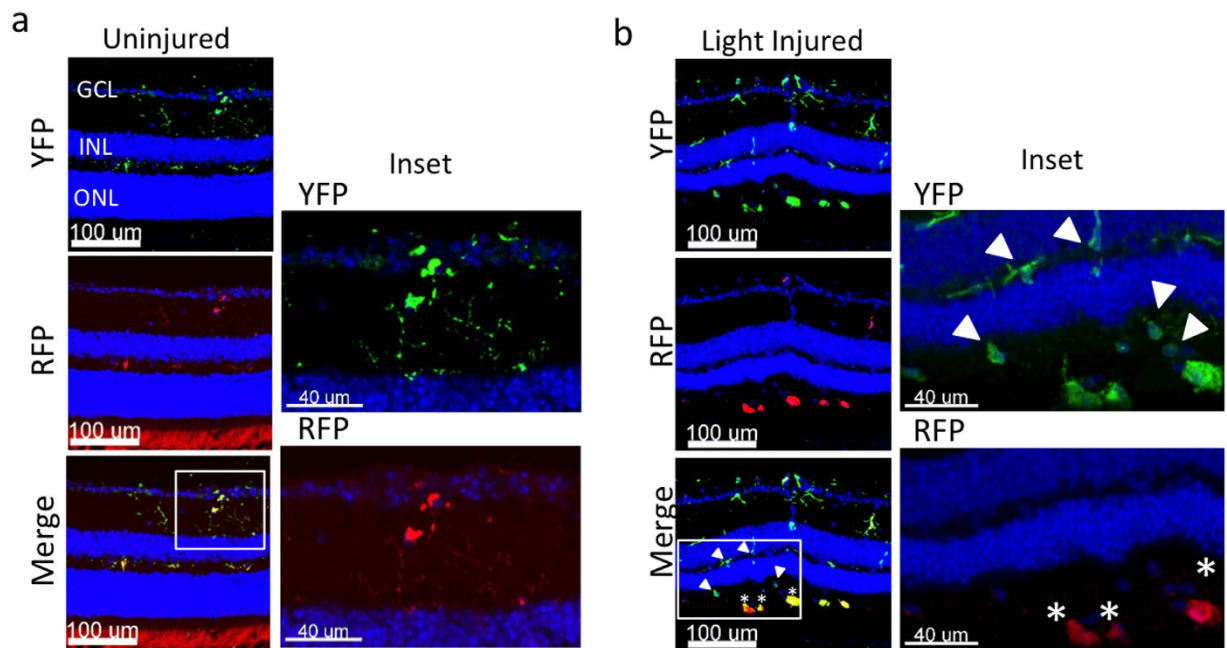 a
Uninjured
YFP
GCL
INL
ONL
100 um
RFP
100 um
Merge
100 um
Inset
YFP
40 um
RFP
40 um
b
Light Injured
YFP
100 um
RFP
100 um
Merge
* * *
100 um
Inset
YFP
40 um
RFP
*
* *
40 um